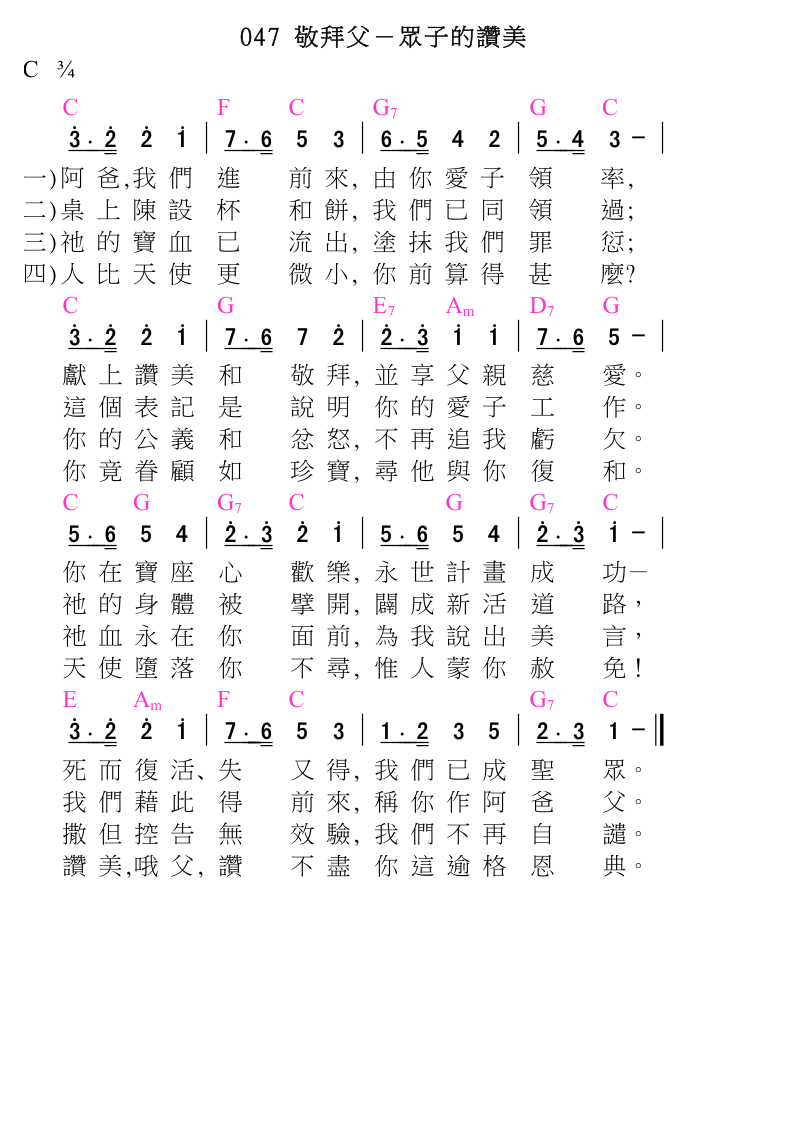 047 敬拜父－眾子的讚美
C ¾
C F C G7 G C
3·2 2 1 | 7·6 5 3 | 6·5 4 2 | 5·4 3 - |
一)阿爸,我們進前來,由你愛子領率,
二)桌上陳設杯和餅,我們已同領過;
三)祂的寶血已流出,塗抹我們罪愆;
四)人比天使更微小,你前算得甚麼?
C G E7 Am D7 G
3·2 2 1 | 7·6 7 2 | 2·3 1 1 | 7·6 5 - |
獻上讚美和敬拜,並享父親慈愛。
這個表記是說明你的愛子工作。
你的公義和忿怒,不再追我虧欠。
你竟眷顧如珍寶,尋他與你復和。
C G G7 C G G7 C
5·6 5 4 | 2·3 2 1 | 5·6 5 4 | 2·3 1 - |
你在寶座心歡樂,永世計畫成功—
祂的身體被擘開,闢成新活道路，
祂血永在你面前,為我說出美言，
天使墮落你不尋,惟人蒙你赦免!
E Am F C G7 C
3·2 2 1 | 7·6 5 3 | 1·2 3 5 | 2·3 1 - ‖
死而復活、失又得,我們已成聖眾。
我們藉此得前來,稱你作阿爸父。
撒但控告無效驗,我們不再自譴。
讚美,哦父,讚不盡你這逾格恩典。